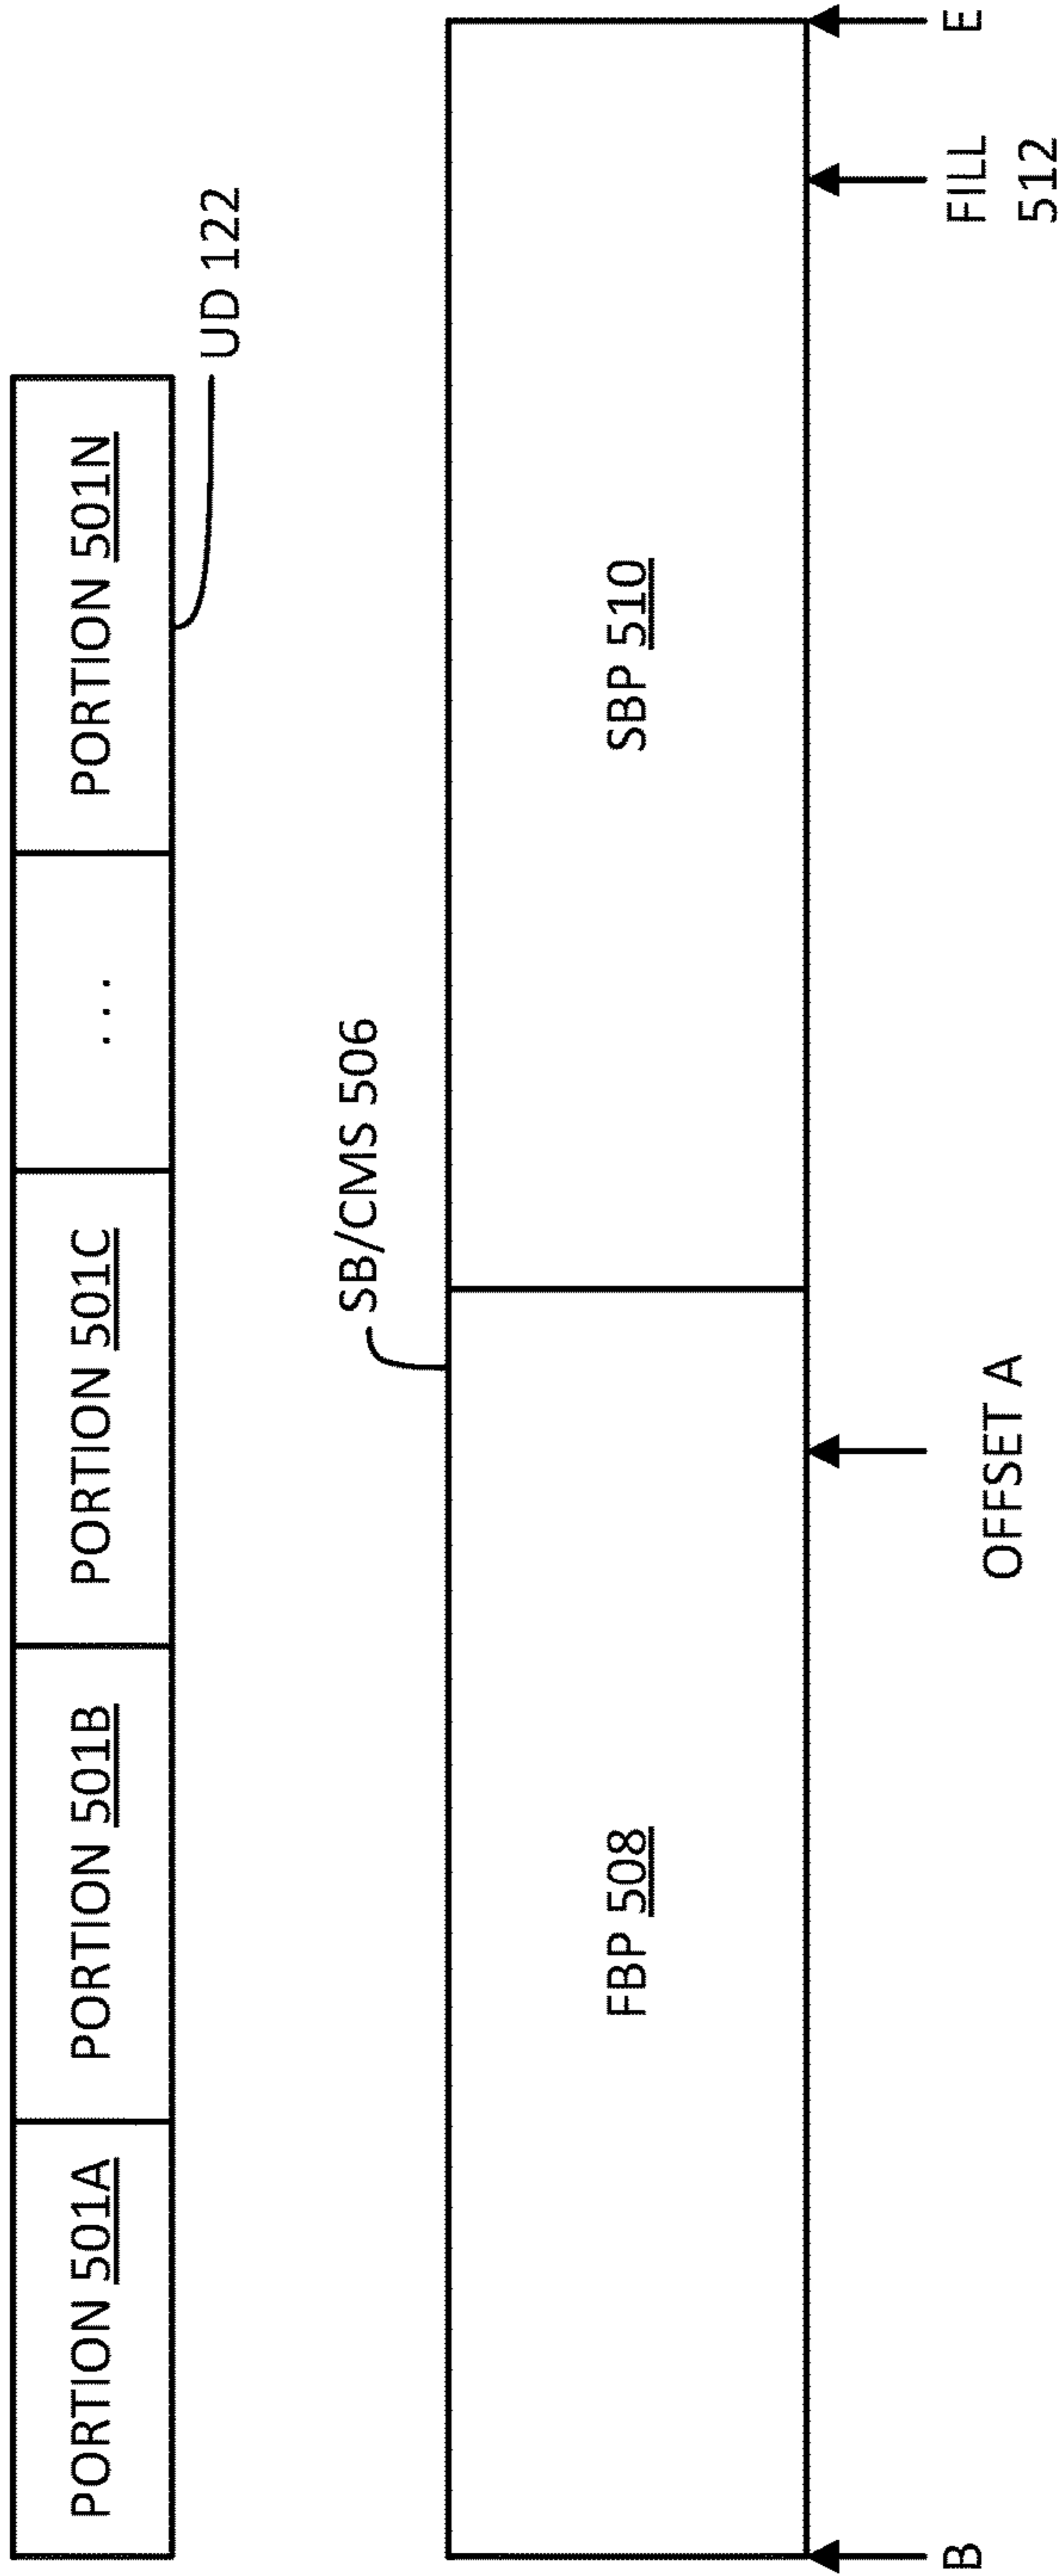 PORTION 501A
PORTION 501B
PORTION 501C
...
PORTION 501N
UD 122
SB/CMS 506
FBP 508
SBP 510
B
OFFSET A
FILL
512
E